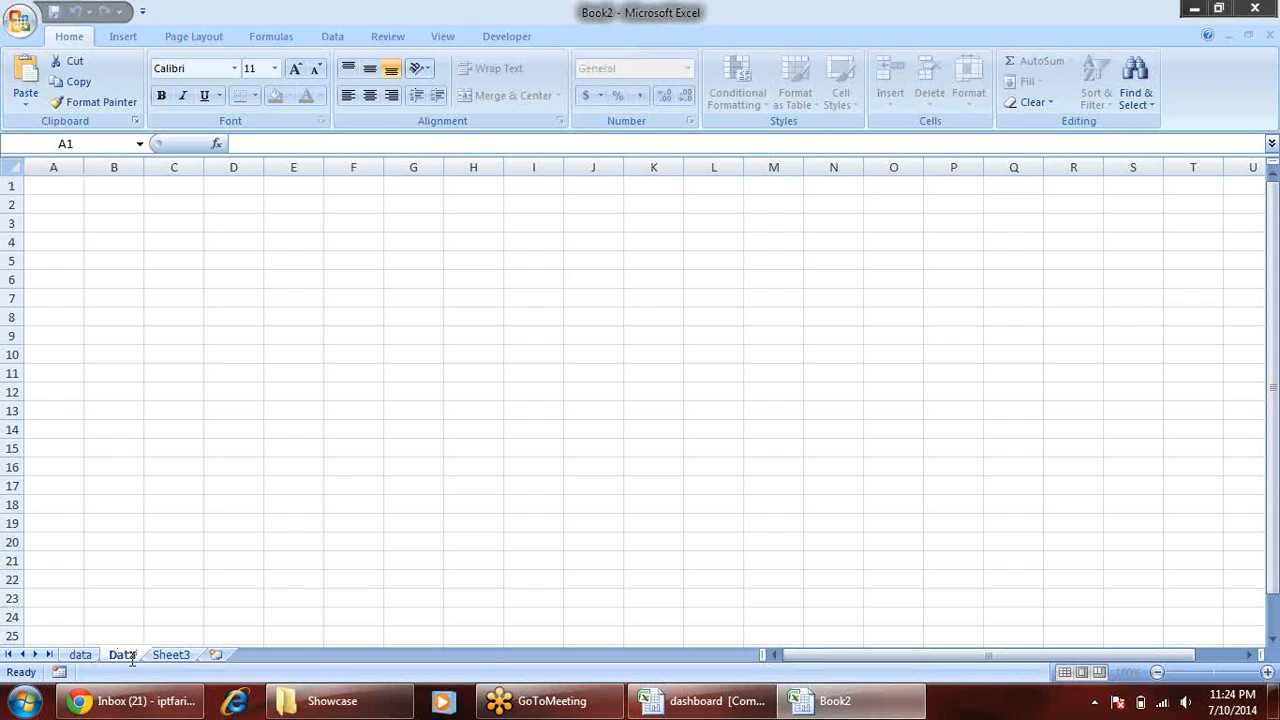 Book2 - Microsoft Excel
Home Insert Page Layout Formulas Data Review View Developer
Paste Cut Copy Format Painter Clipboard
Calibri 11 B I U A A A Font
Wrap Text Merge & Center Alignment
General $ % , .0 .00 Number
Conditional Formatting Format as Table Cell Styles Styles
Insert Delete Format Cells
Σ AutoSum Fill Clear Sort & Filter Find & Select Editing
A1 fx
A B C D E F G H I J K L M N O P Q R S T U
1
2
3
4
5
6
7
8
9
10
11
12
13
14
15
16
17
18
19
20
21
22
23
24
25
data Sheet3
Ready 100%
Inbox (21) - iptfari... Showcase GoToMeeting dashboard [Com... Book2 11:24 PM
7/10/2014